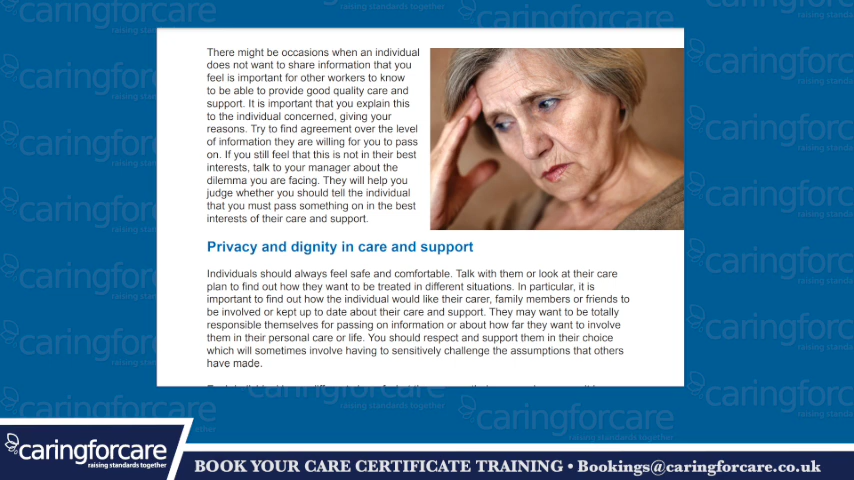 There might be occasions when an individual
does not want to share information that you
feel is important for other workers to know
to be able to provide good quality care and
support. It is important that you explain this
to the individual concerned, giving your
reasons. Try to find agreement over the level
of information they are willing for you to pass
on. If you still feel that this is not in their best
interests, talk to your manager about the
dilemma you are facing. They will help you
judge whether you should tell the individual
that you must pass something on in the best
interests of their care and support.
Privacy and dignity in care and support
Individuals should always feel safe and comfortable. Talk with them or look at their care
plan to find out how they want to be treated in different situations. In particular, it is
important to find out how the individual would like their carer, family members or friends to
be involved or kept up to date about their care and support. They may want to be totally
responsible themselves for passing on information or about how far they want to involve
them in their personal care or life. You should respect and support them in their choice
which will sometimes involve having to sensitively challenge the assumptions that others
have made.
caringforcare
raising standards together
BOOK YOUR CARE CERTIFICATE TRAINING • Bookings@caringforcare.co.uk